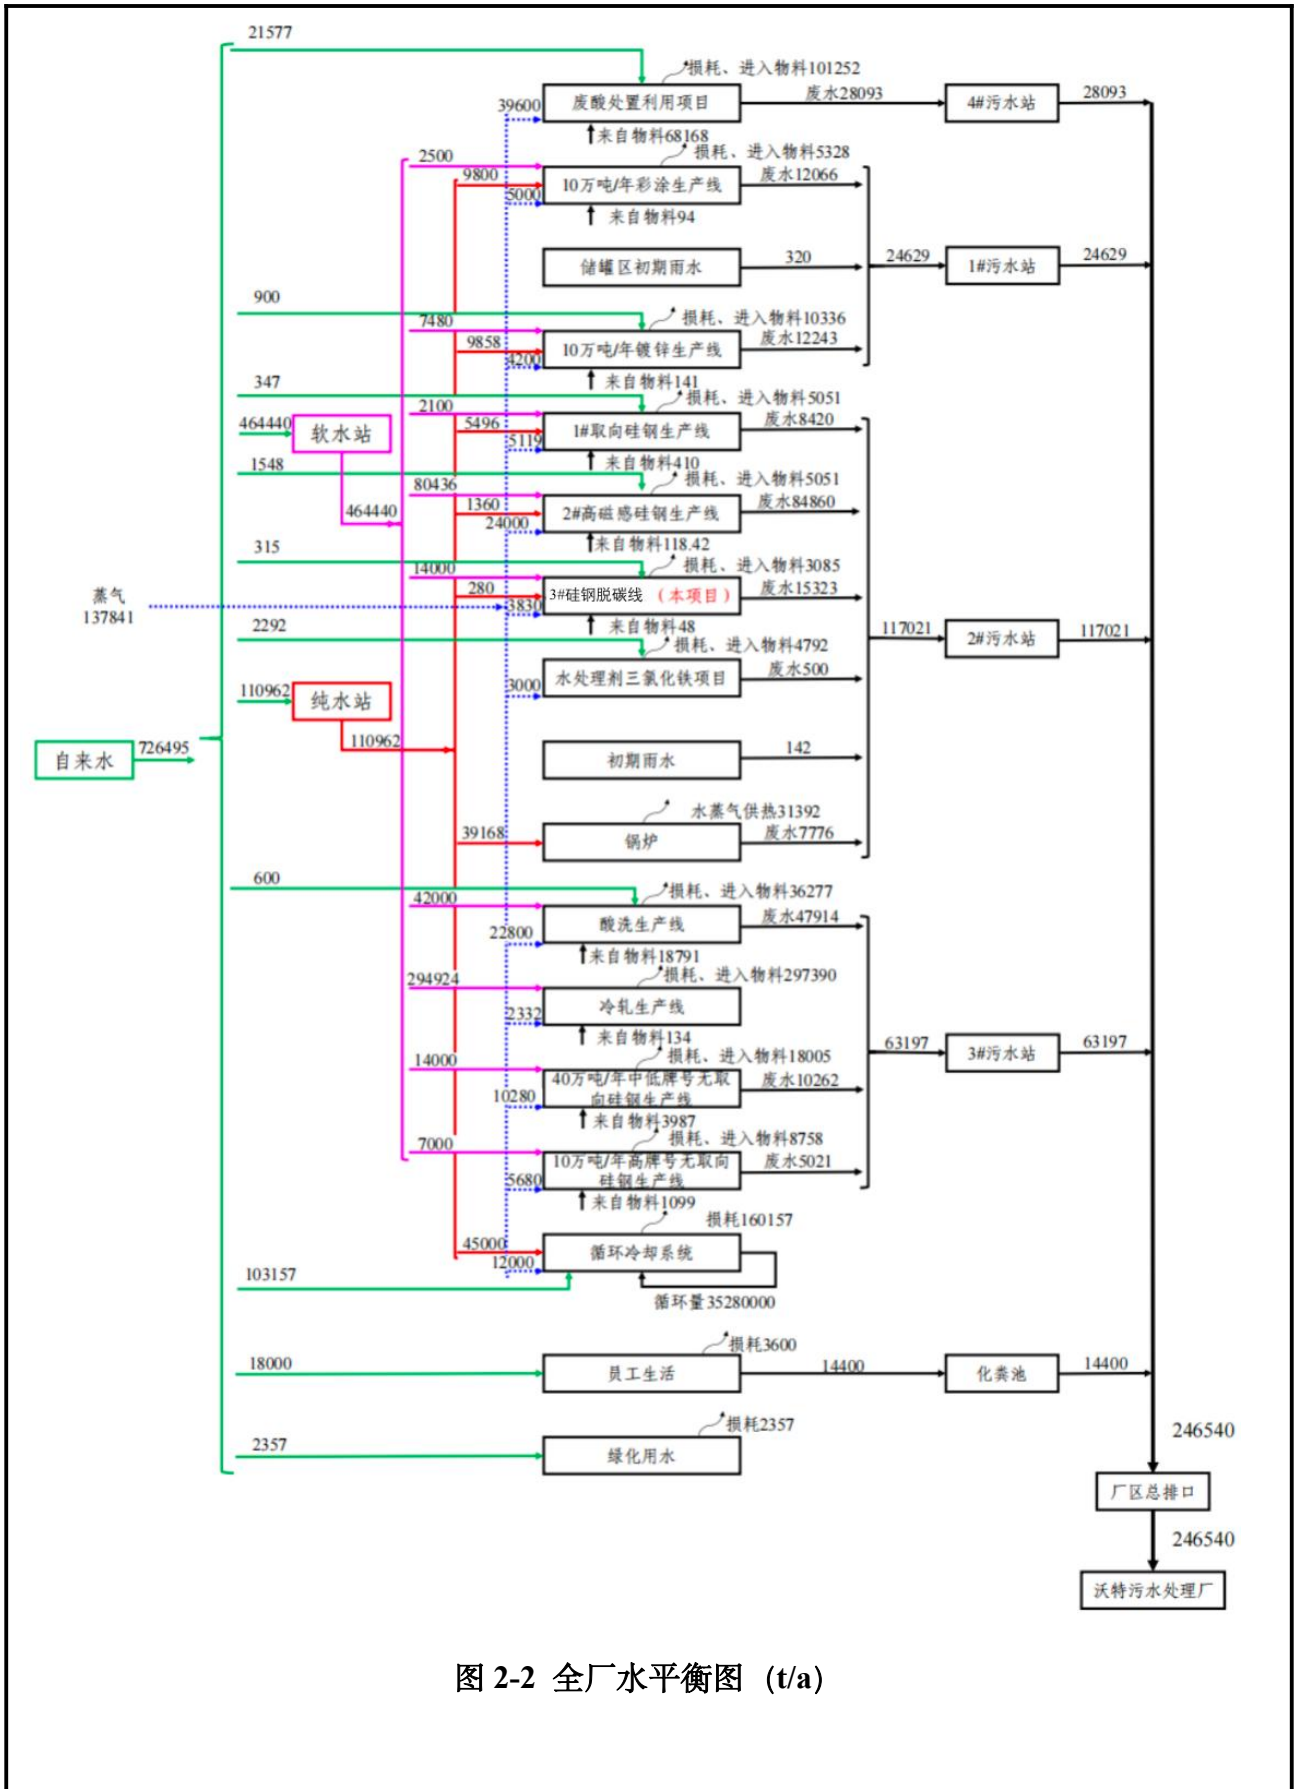 21577
损耗、进入物料101252
39600
废酸处置利用项目
废水28093
4#污水站
28093
来自物料68168
2500
损耗、进入物料5328
9800
5000
10万吨/年彩涂生产线
废水12066
来自物料94
储罐区初期雨水
320
24629
1#污水站
24629
900
7480
损耗、进入物料10336
9858
4200
10万吨/年镀锌生产线
废水12243
来自物料141
347
2100
损耗、进入物料5051
464440
软水站
5496
5119
1#取向硅钢生产线
废水8420
来自物料410
1548
80436
损耗、进入物料5051
464440
1360
24000
2#高磁感硅钢生产线
废水84860
来自物料118.42
315
14000
损耗、进入物料3085
蒸气
137841
280
3830
3#硅钢脱碳线（本项目）
废水15323
来自物料48
117021
2#污水站
117021
2292
损耗、进入物料4792
3000
水处理剂三氯化铁项目
废水500
110962
纯水站
110962
自来水
726495
初期雨水
142
水蒸气供热31392
39168
锅炉
废水7776
600
42000
损耗、进入物料36277
22800
酸洗生产线
废水47914
来自物料18791
294924
损耗、进入物料297390
2332
冷轧生产线
来自物料134
63197
3#污水站
63197
14000
损耗、进入物料18005
10280
40万吨/年中低牌号无取
向硅钢生产线
废水10262
来自物料3987
7000
损耗、进入物料8758
5680
10万吨/年高牌号无取向
硅钢生产线
废水5021
来自物料1099
损耗160157
45000
12000
循环冷却系统
103157
循环量35280000
损耗3600
18000
员工生活
14400
化粪池
14400
损耗2357
2357
绿化用水
246540
厂区总排口
246540
沃特污水处理厂
图 2-2 全厂水平衡图 (t/a)